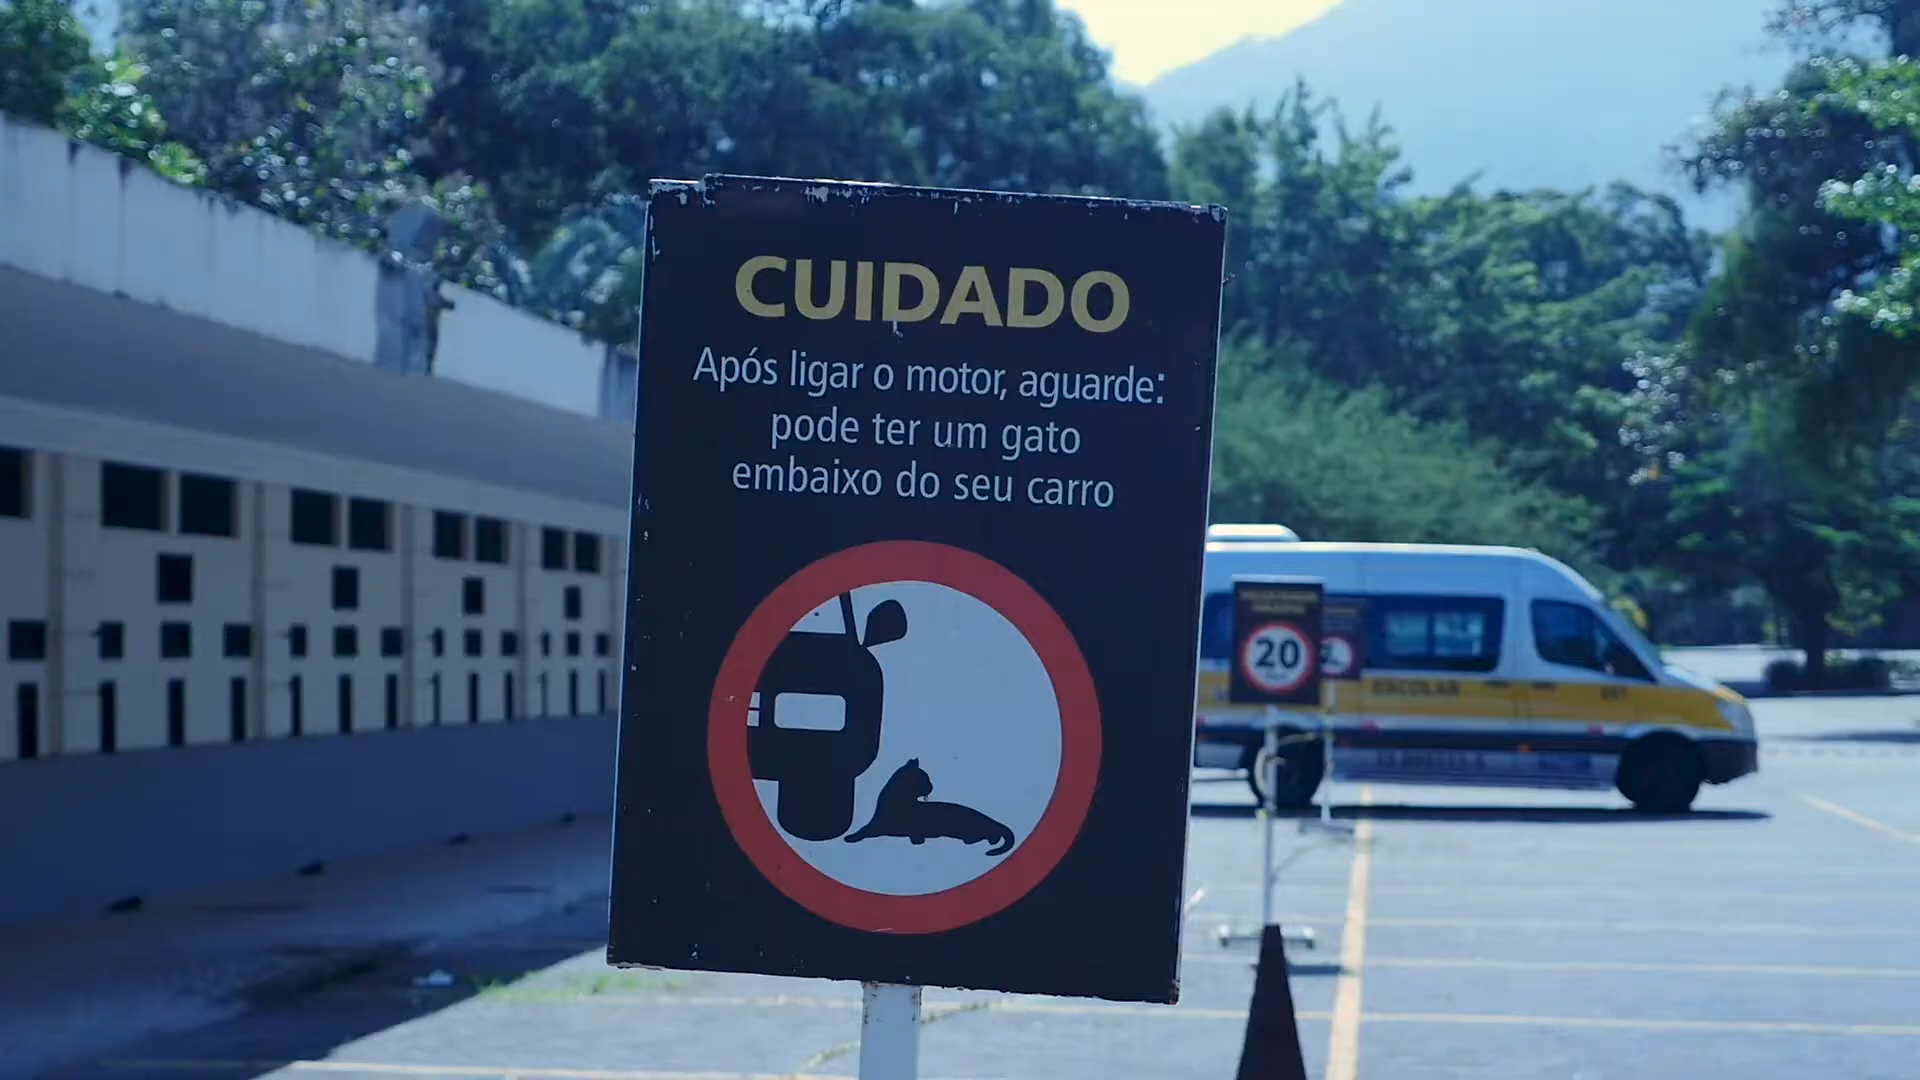 CUIDADO
Após ligar o motor, aguarde:
pode ter um gato
embaixo do seu carro
20
ESCOLAR